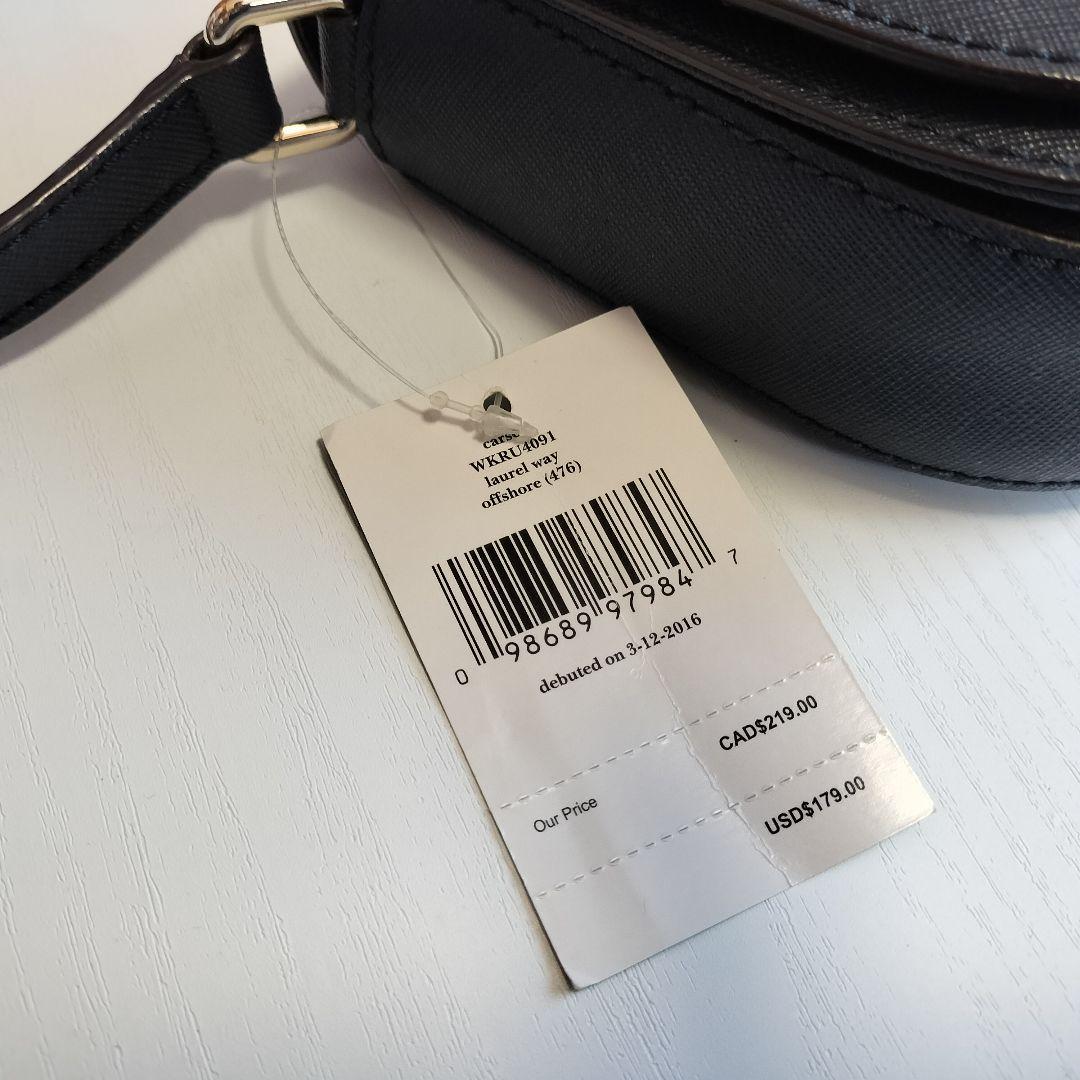 WKRU4091
laurel way
offshore (476)
0 98689 97984 7
debuted on 3-12-2016
CAD$219.00
Our Price
USD$179.00